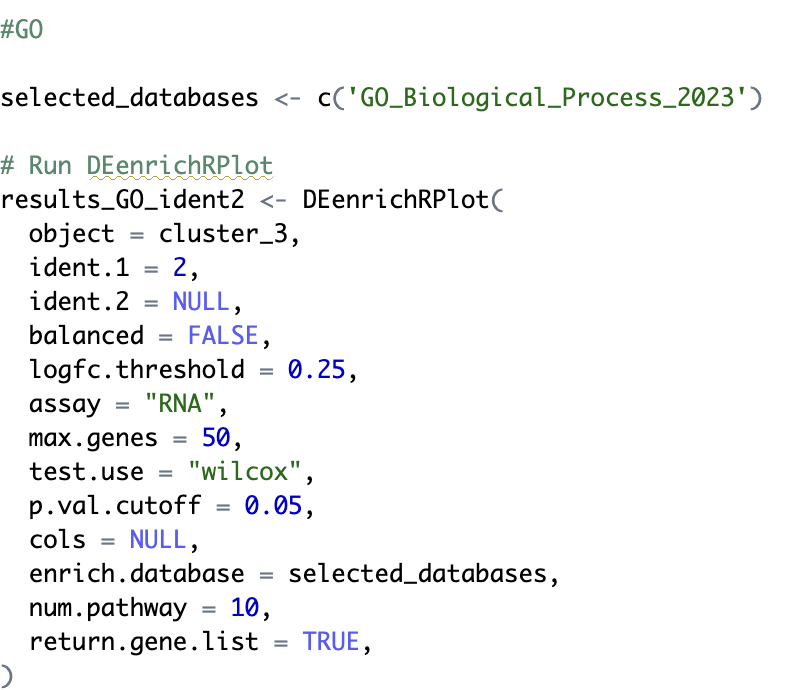 #GO
selected_databases <- c('GO_Biological_Process_2023')
# Run DEenrichRPlot
results_GO_ident2 <- DEenrichRPlot(
  object = cluster_3,
  ident.1 = 2,
  ident.2 = NULL,
  balanced = FALSE,
  logfc.threshold = 0.25,
  assay = "RNA",
  max.genes = 50,
  test.use = "wilcox",
  p.val.cutoff = 0.05,
  cols = NULL,
  enrich.database = selected_databases,
  num.pathway = 10,
  return.gene.list = TRUE,
)